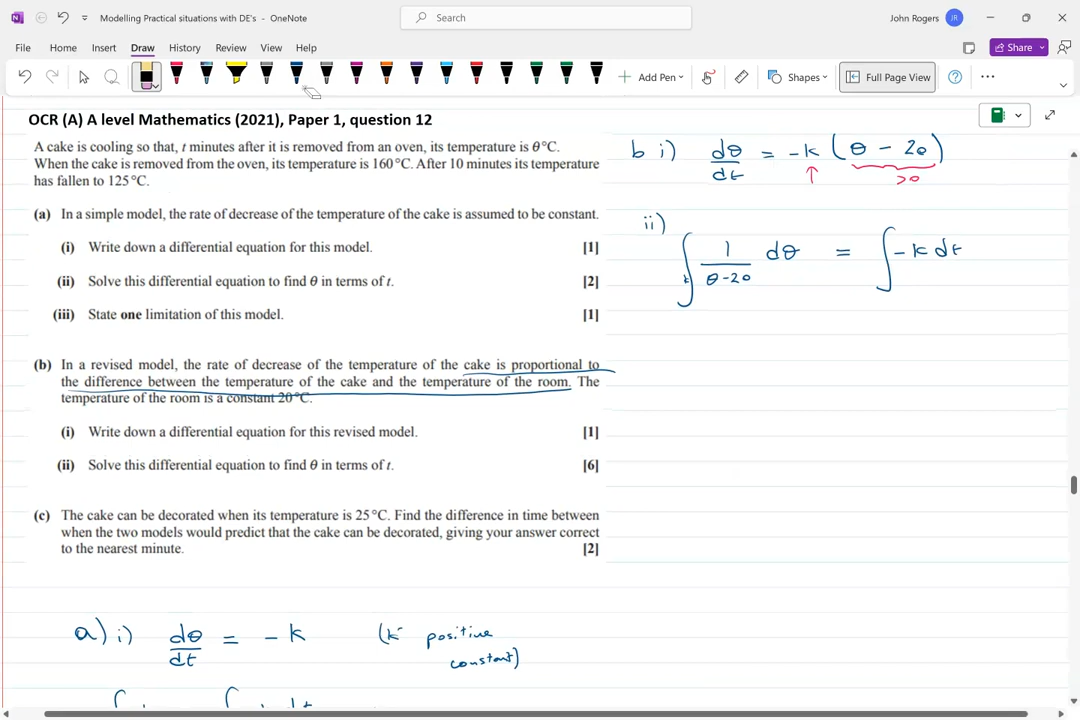 Modelling Practical situations with DE's - OneNote
Search
John Rogers
JR
File Home Insert Draw History Review View Help
Share
Add Pen
Shapes
Full Page View
OCR (A) A level Mathematics (2021), Paper 1, question 12
A cake is cooling so that, t minutes after it is removed from an oven, its temperature is θ °C.
When the cake is removed from the oven, its temperature is 160 °C. After 10 minutes its temperature
has fallen to 125 °C.
(a) In a simple model, the rate of decrease of the temperature of the cake is assumed to be constant.
(i) Write down a differential equation for this model. [1]
(ii) Solve this differential equation to find θ in terms of t. [2]
(iii) State one limitation of this model. [1]
(b) In a revised model, the rate of decrease of the temperature of the cake is proportional to
the difference between the temperature of the cake and the temperature of the room. The
temperature of the room is a constant 20 °C.
(i) Write down a differential equation for this revised model. [1]
(ii) Solve this differential equation to find θ in terms of t. [6]
(c) The cake can be decorated when its temperature is 25 °C. Find the difference in time between
when the two models would predict that the cake can be decorated, giving your answer correct
to the nearest minute. [2]
b i) dθ/dt = -k (θ - 20)
↑ >0
ii) ∫ 1/(θ-20) dθ = ∫ -k dt
a) i) dθ/dt = -k (k positive
constant)